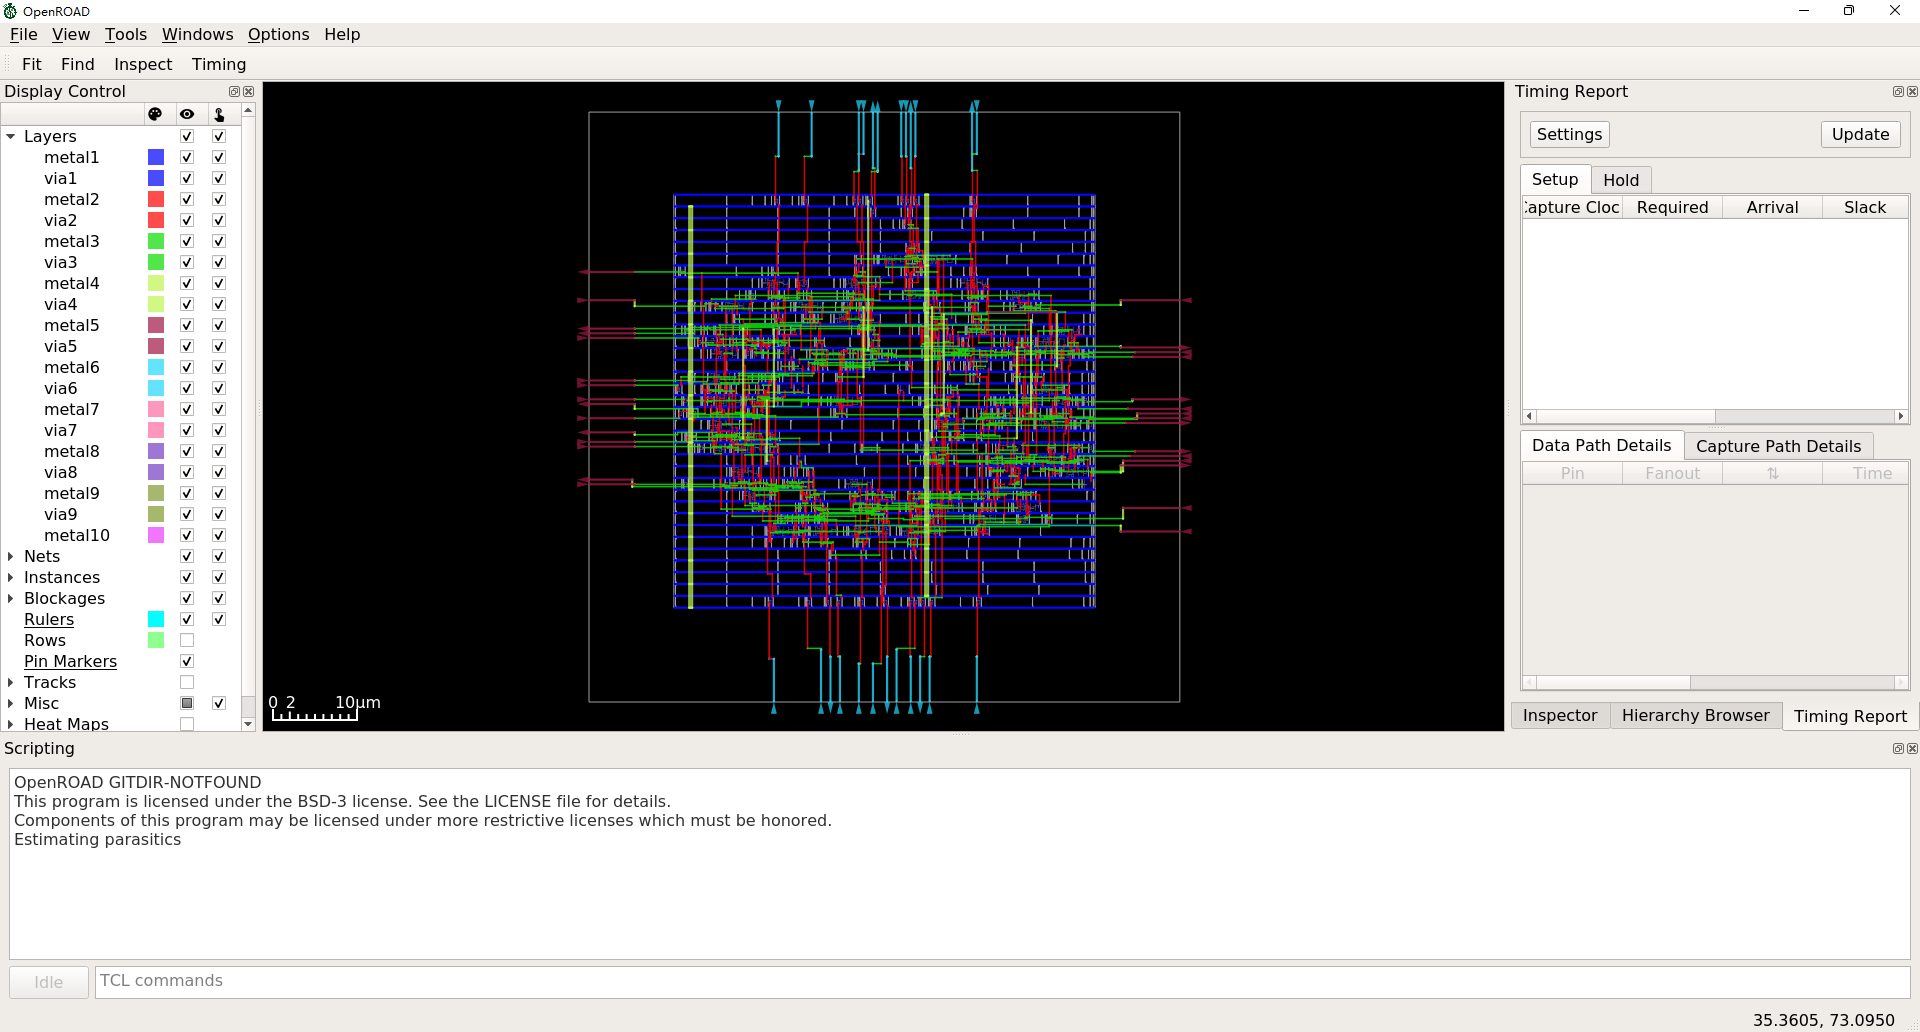 OpenROAD
File View Tools Windows Options Help
Fit Find Inspect Timing
Display Control
Layers
metal1
via1
metal2
via2
metal3
via3
metal4
via4
metal5
via5
metal6
via6
metal7
via7
metal8
via8
metal9
via9
metal10
Nets
Instances
Blockages
Rulers
Rows
Pin Markers
Tracks
Misc
Heat Maps
0 2 10µm
Timing Report
Settings Update
Setup Hold
apture Cloc Required Arrival Slack
Data Path Details Capture Path Details
Pin Fanout ⇅ Time
Inspector Hierarchy Browser Timing Report
Scripting
OpenROAD GITDIR-NOTFOUND
This program is licensed under the BSD-3 license. See the LICENSE file for details.
Components of this program may be licensed under more restrictive licenses which must be honored.
Estimating parasitics
Idle TCL commands
35.3605, 73.0950